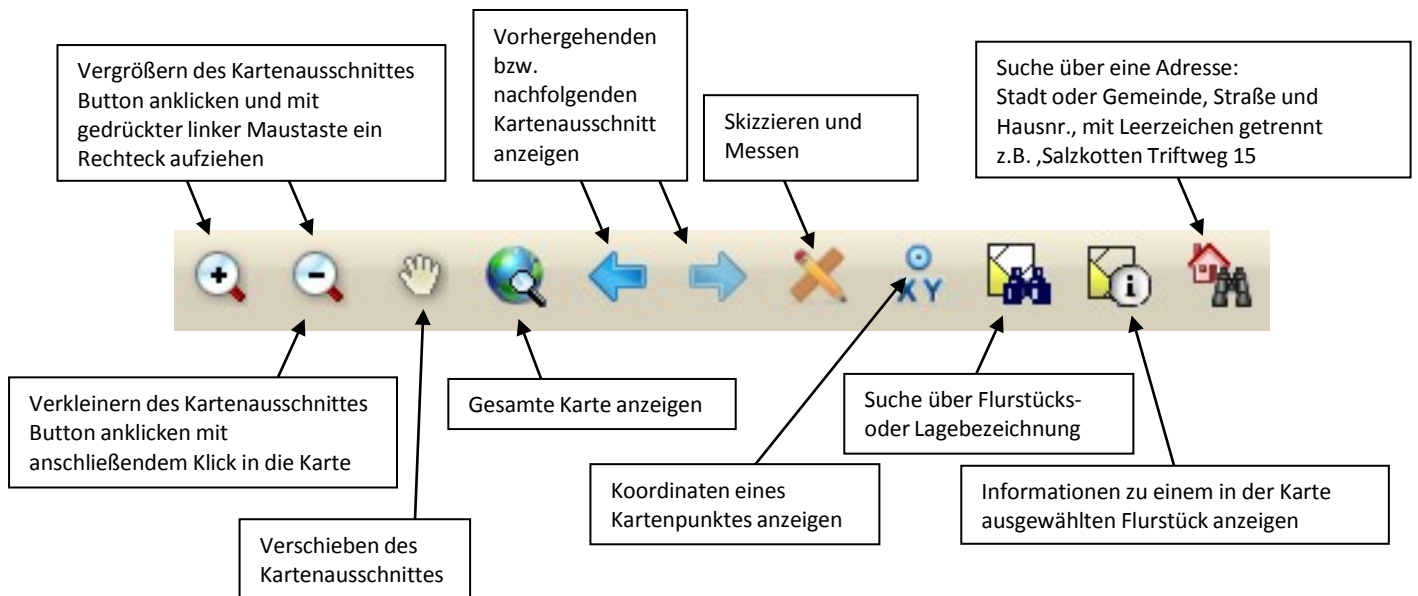 Vergrößern des Kartenausschnittes
Button anklicken und mit
gedrückter linker Maustaste ein
Rechteck aufziehen
Vorhergehenden
bzw.
nachfolgenden
Kartenausschnitt
anzeigen
Skizzieren und
Messen
Suche über eine Adresse:
Stadt oder Gemeinde, Straße und
Hausnr., mit Leerzeichen getrennt
z.B. ‚Salzkotten Triftweg 15
X Y
i
Verkleinern des Kartenausschnittes
Button anklicken mit
anschließendem Klick in die Karte
Verschieben des
Kartenausschnittes
Gesamte Karte anzeigen
Koordinaten eines
Kartenpunktes anzeigen
Suche über Flurstücks-
oder Lagebezeichnung
Informationen zu einem in der Karte
ausgewählten Flurstück anzeigen